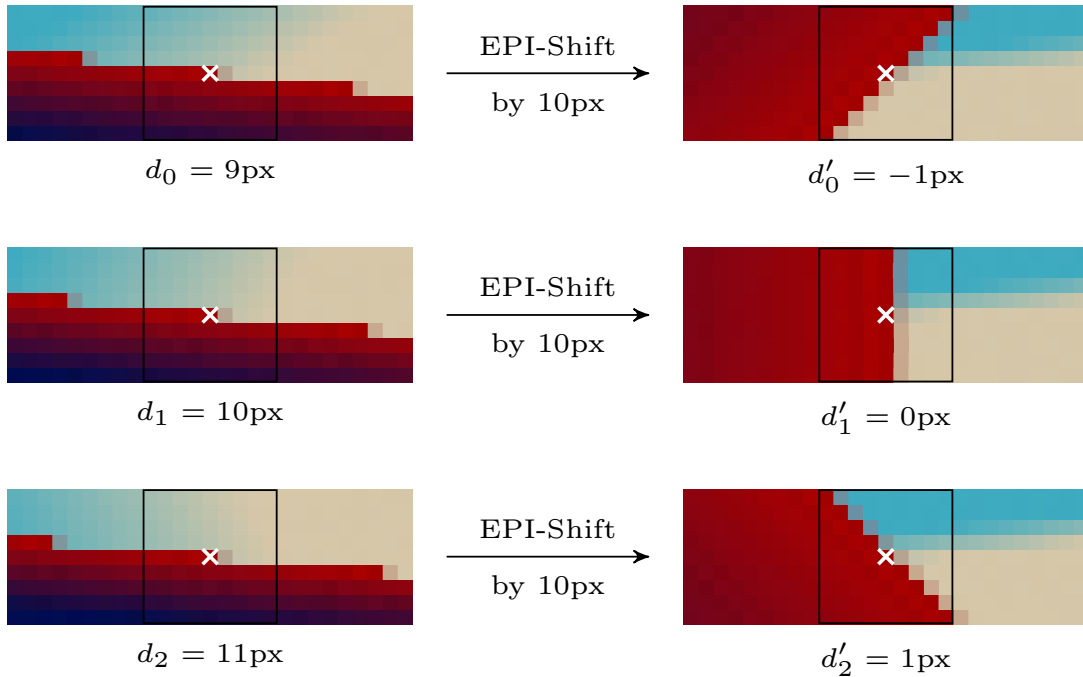 EPI-Shift
by 10px
d₀ = 9px
d′₀ = −1px
EPI-Shift
by 10px
d₁ = 10px
d′₁ = 0px
EPI-Shift
by 10px
d₂ = 11px
d′₂ = 1px